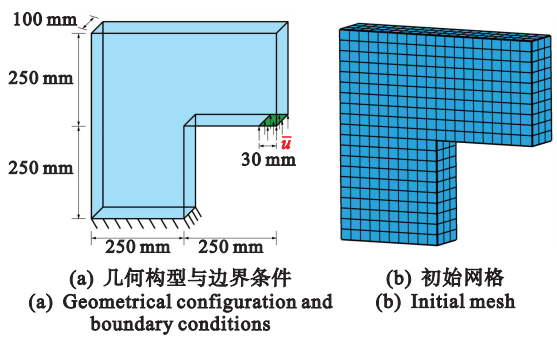 100 mm
250 mm
250 mm
ū
30 mm
250 mm
250 mm
(a) 几何构型与边界条件
(a) Geometrical configuration and
boundary conditions
(b) 初始网格
(b) Initial mesh